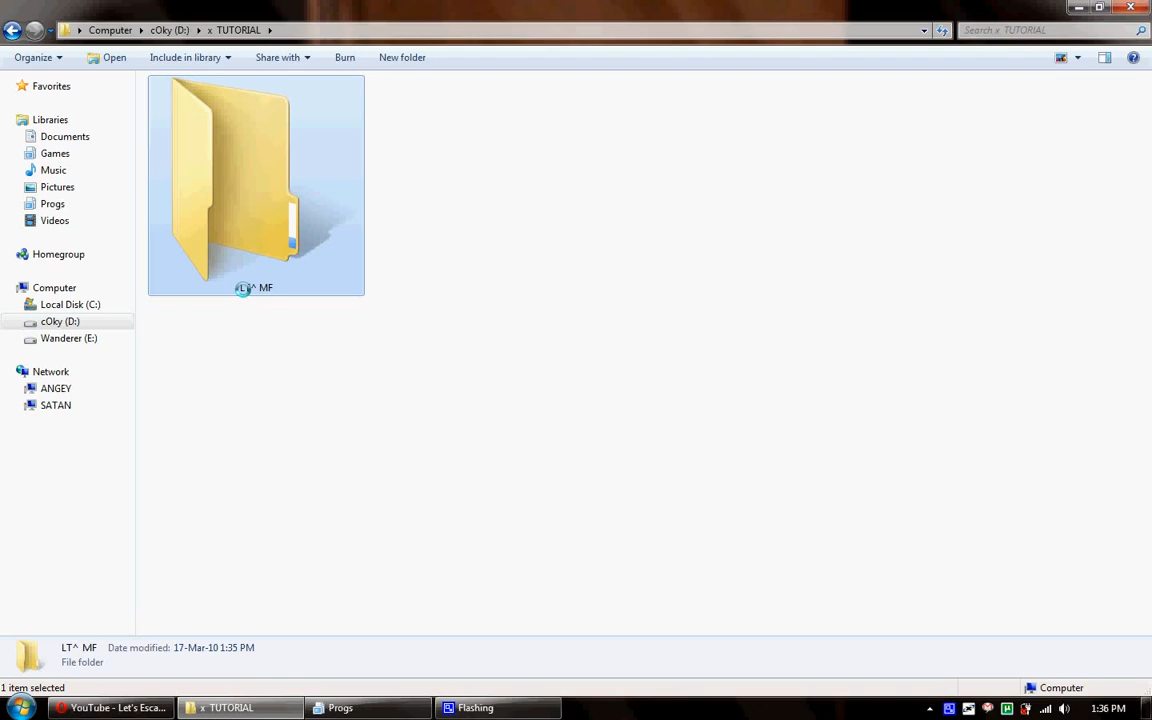 Computer cOky (D:) x TUTORIAL
Search x TUTORIAL
Organize Open Include in library Share with Burn New folder
Favorites
Libraries
Documents
Games
Music
Pictures
Progs
Videos
Homegroup
Computer
Local Disk (C:)
cOky (D:)
Wanderer (E:)
Network
ANGEY
SATAN
LT^ MF
LT^ MF Date modified: 17-Mar-10 1:35 PM
File folder
1 item selected
Computer
YouTube - Let's Esca... x TUTORIAL Progs Flashing
1:36 PM